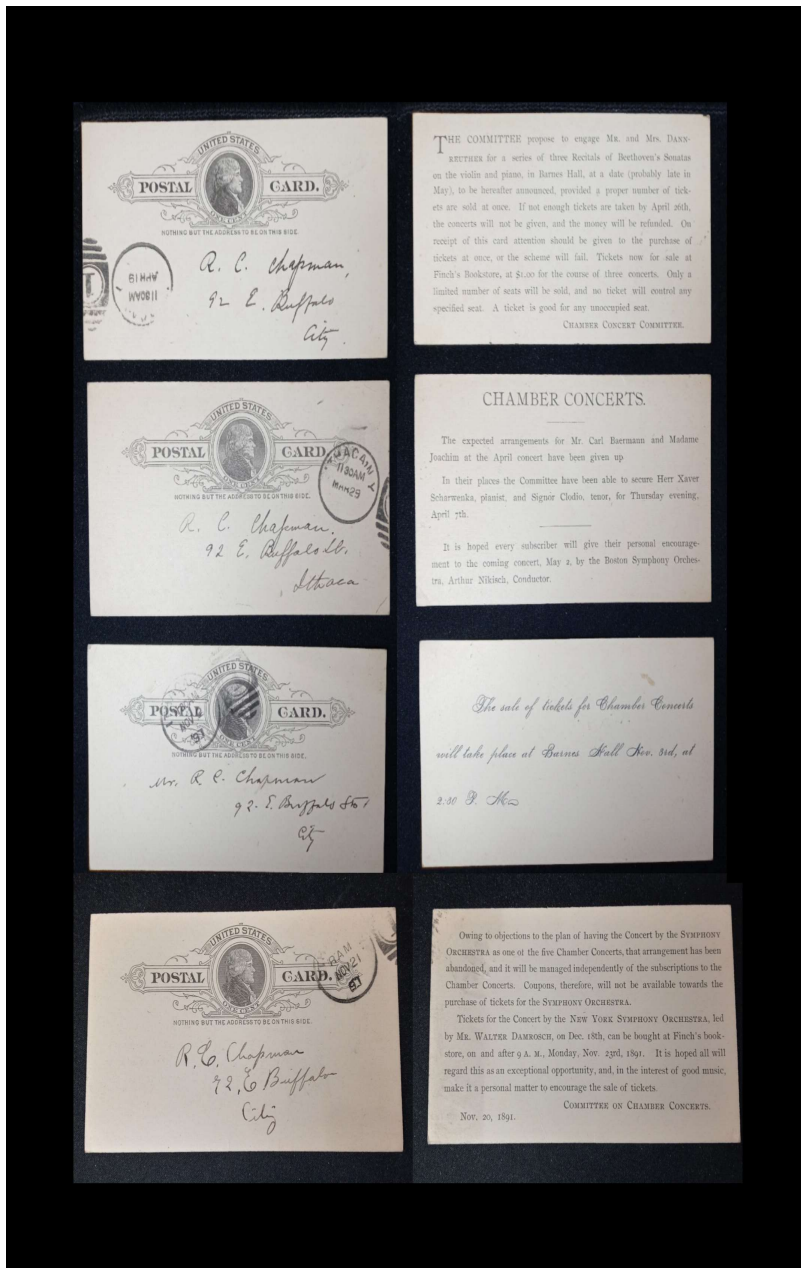 UNITED STATES
POSTAL CARD.
ONE CENT
NOTHING BUT THE ADDRESS TO BE ON THIS SIDE.
11 30AM
APR 19
R. C. Chapman,
92 E. Buffalo
City.
THE COMMITTEE propose to engage MR. and MRS. DANN-
REUTHER for a series of three Recitals of Beethoven's Sonatas
on the violin and piano, in Barnes Hall, at a date (probably late in
May), to be hereafter announced, provided a proper number of tick-
ets are sold at once. If not enough tickets are taken by April 26th,
the concerts will not be given, and the money will be refunded. On
receipt of this card attention should be given to the purchase of
tickets at once, or the scheme will fail. Tickets now for sale at
Finch's Bookstore, at $1.00 for the course of three concerts. Only a
limited number of seats will be sold, and no ticket will control any
specified seat. A ticket is good for any unoccupied seat.
CHAMBER CONCERT COMMITTEE.
UNITED STATES
POSTAL CARD
ONE CENT
NOTHING BUT THE ADDRESS TO BE ON THIS SIDE.
ITHACA N Y
11 30AM
MAR 29
R. C. Chapman,
92 E. Buffalo St.
Ithaca
CHAMBER CONCERTS.
The expected arrangements for Mr. Carl Baermann and Madame
Joachim at the April concert have been given up.
In their places the Committee have been able to secure Herr Xaver
Scharwenka, pianist, and Signor Clodio, tenor, for Thursday evening,
April 7th.
It is hoped every subscriber will give their personal encourage-
ment to the coming concert, May 2, by the Boston Symphony Orches-
tra, Arthur Nikisch, Conductor.
UNITED STATES
POSTAL CARD.
ONE CENT
NOTHING BUT THE ADDRESS TO BE ON THIS SIDE.
NOV
91
Mr. R. C. Chapman
92. E. Buffalo St
City
The sale of tickets for Chamber Concerts
will take place at Barnes Hall Nov. 3rd, at
2:30 P. M.
UNITED STATES
POSTAL CARD.
ONE CENT
NOTHING BUT THE ADDRESS TO BE ON THIS SIDE.
8 AM
NOV 21
91
R. C. Chapman
92, E Buffalo
City
Owing to objections to the plan of having the Concert by the SYMPHONY
ORCHESTRA as one of the five Chamber Concerts, that arrangement has been
abandoned, and it will be managed independently of the subscriptions to the
Chamber Concerts. Coupons, therefore, will not be available towards the
purchase of tickets for the SYMPHONY ORCHESTRA.
Tickets for the Concert by the NEW YORK SYMPHONY ORCHESTRA, led
by MR. WALTER DAMROSCH, on Dec. 18th, can be bought at Finch's book-
store, on and after 9 A. M., Monday, Nov. 23rd, 1891. It is hoped all will
regard this as an exceptional opportunity, and, in the interest of good music,
make it a personal matter to encourage the sale of tickets.
COMMITTEE ON CHAMBER CONCERTS.
Nov. 20, 1891.